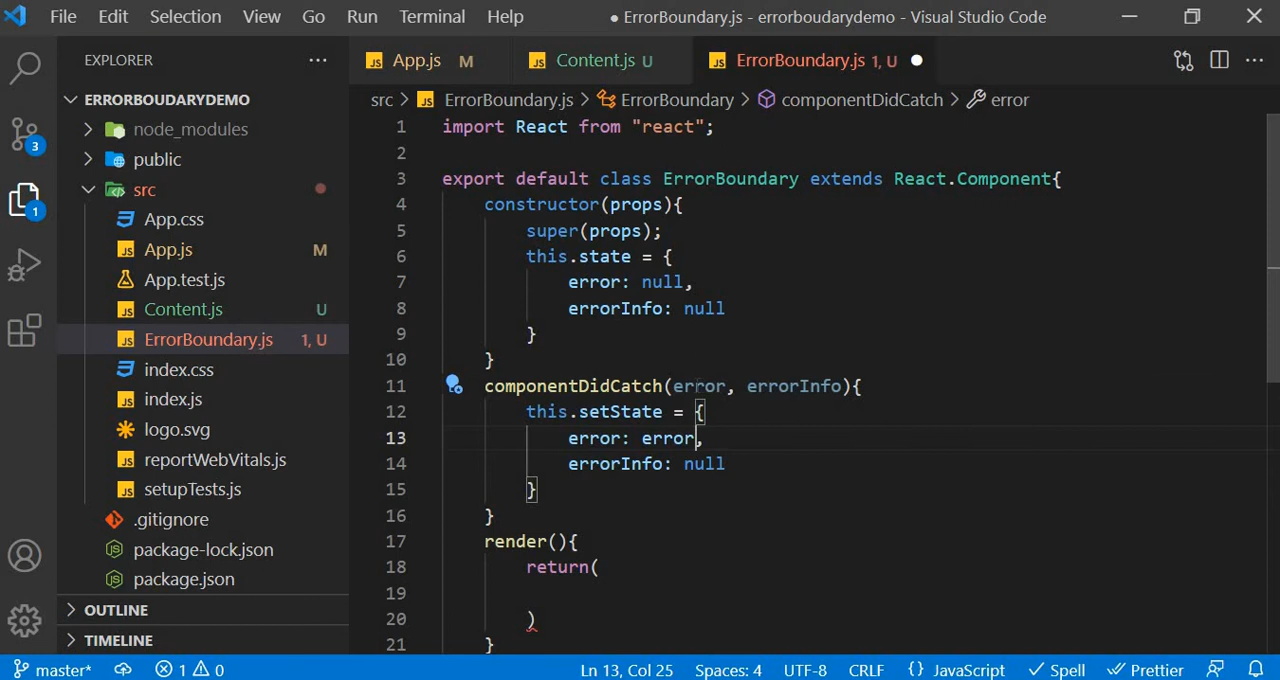 File Edit Selection View Go Run Terminal Help ● ErrorBoundary.js - errorboudarydemo - Visual Studio Code
EXPLORER ···
App.js M
Content.js U
ErrorBoundary.js 1, U
src > ErrorBoundary.js > ErrorBoundary > componentDidCatch > error
3
1
ERRORBOUDARYDEMO
node_modules
public
src
App.css
App.js M
App.test.js
Content.js U
ErrorBoundary.js 1, U
index.css
index.js
logo.svg
reportWebVitals.js
setupTests.js
.gitignore
package-lock.json
package.json
OUTLINE
TIMELINE
1 import React from "react";
2
3 export default class ErrorBoundary extends React.Component{
4 constructor(props){
5 super(props);
6 this.state = {
7 error: null,
8 errorInfo: null
9 }
10 }
11 componentDidCatch(error, errorInfo){
12 this.setState = {
13 error: error,
14 errorInfo: null
15 }
16 }
17 render(){
18 return(
19
20 )
21 }
master* 1 0 Ln 13, Col 25 Spaces: 4 UTF-8 CRLF {} JavaScript Spell Prettier